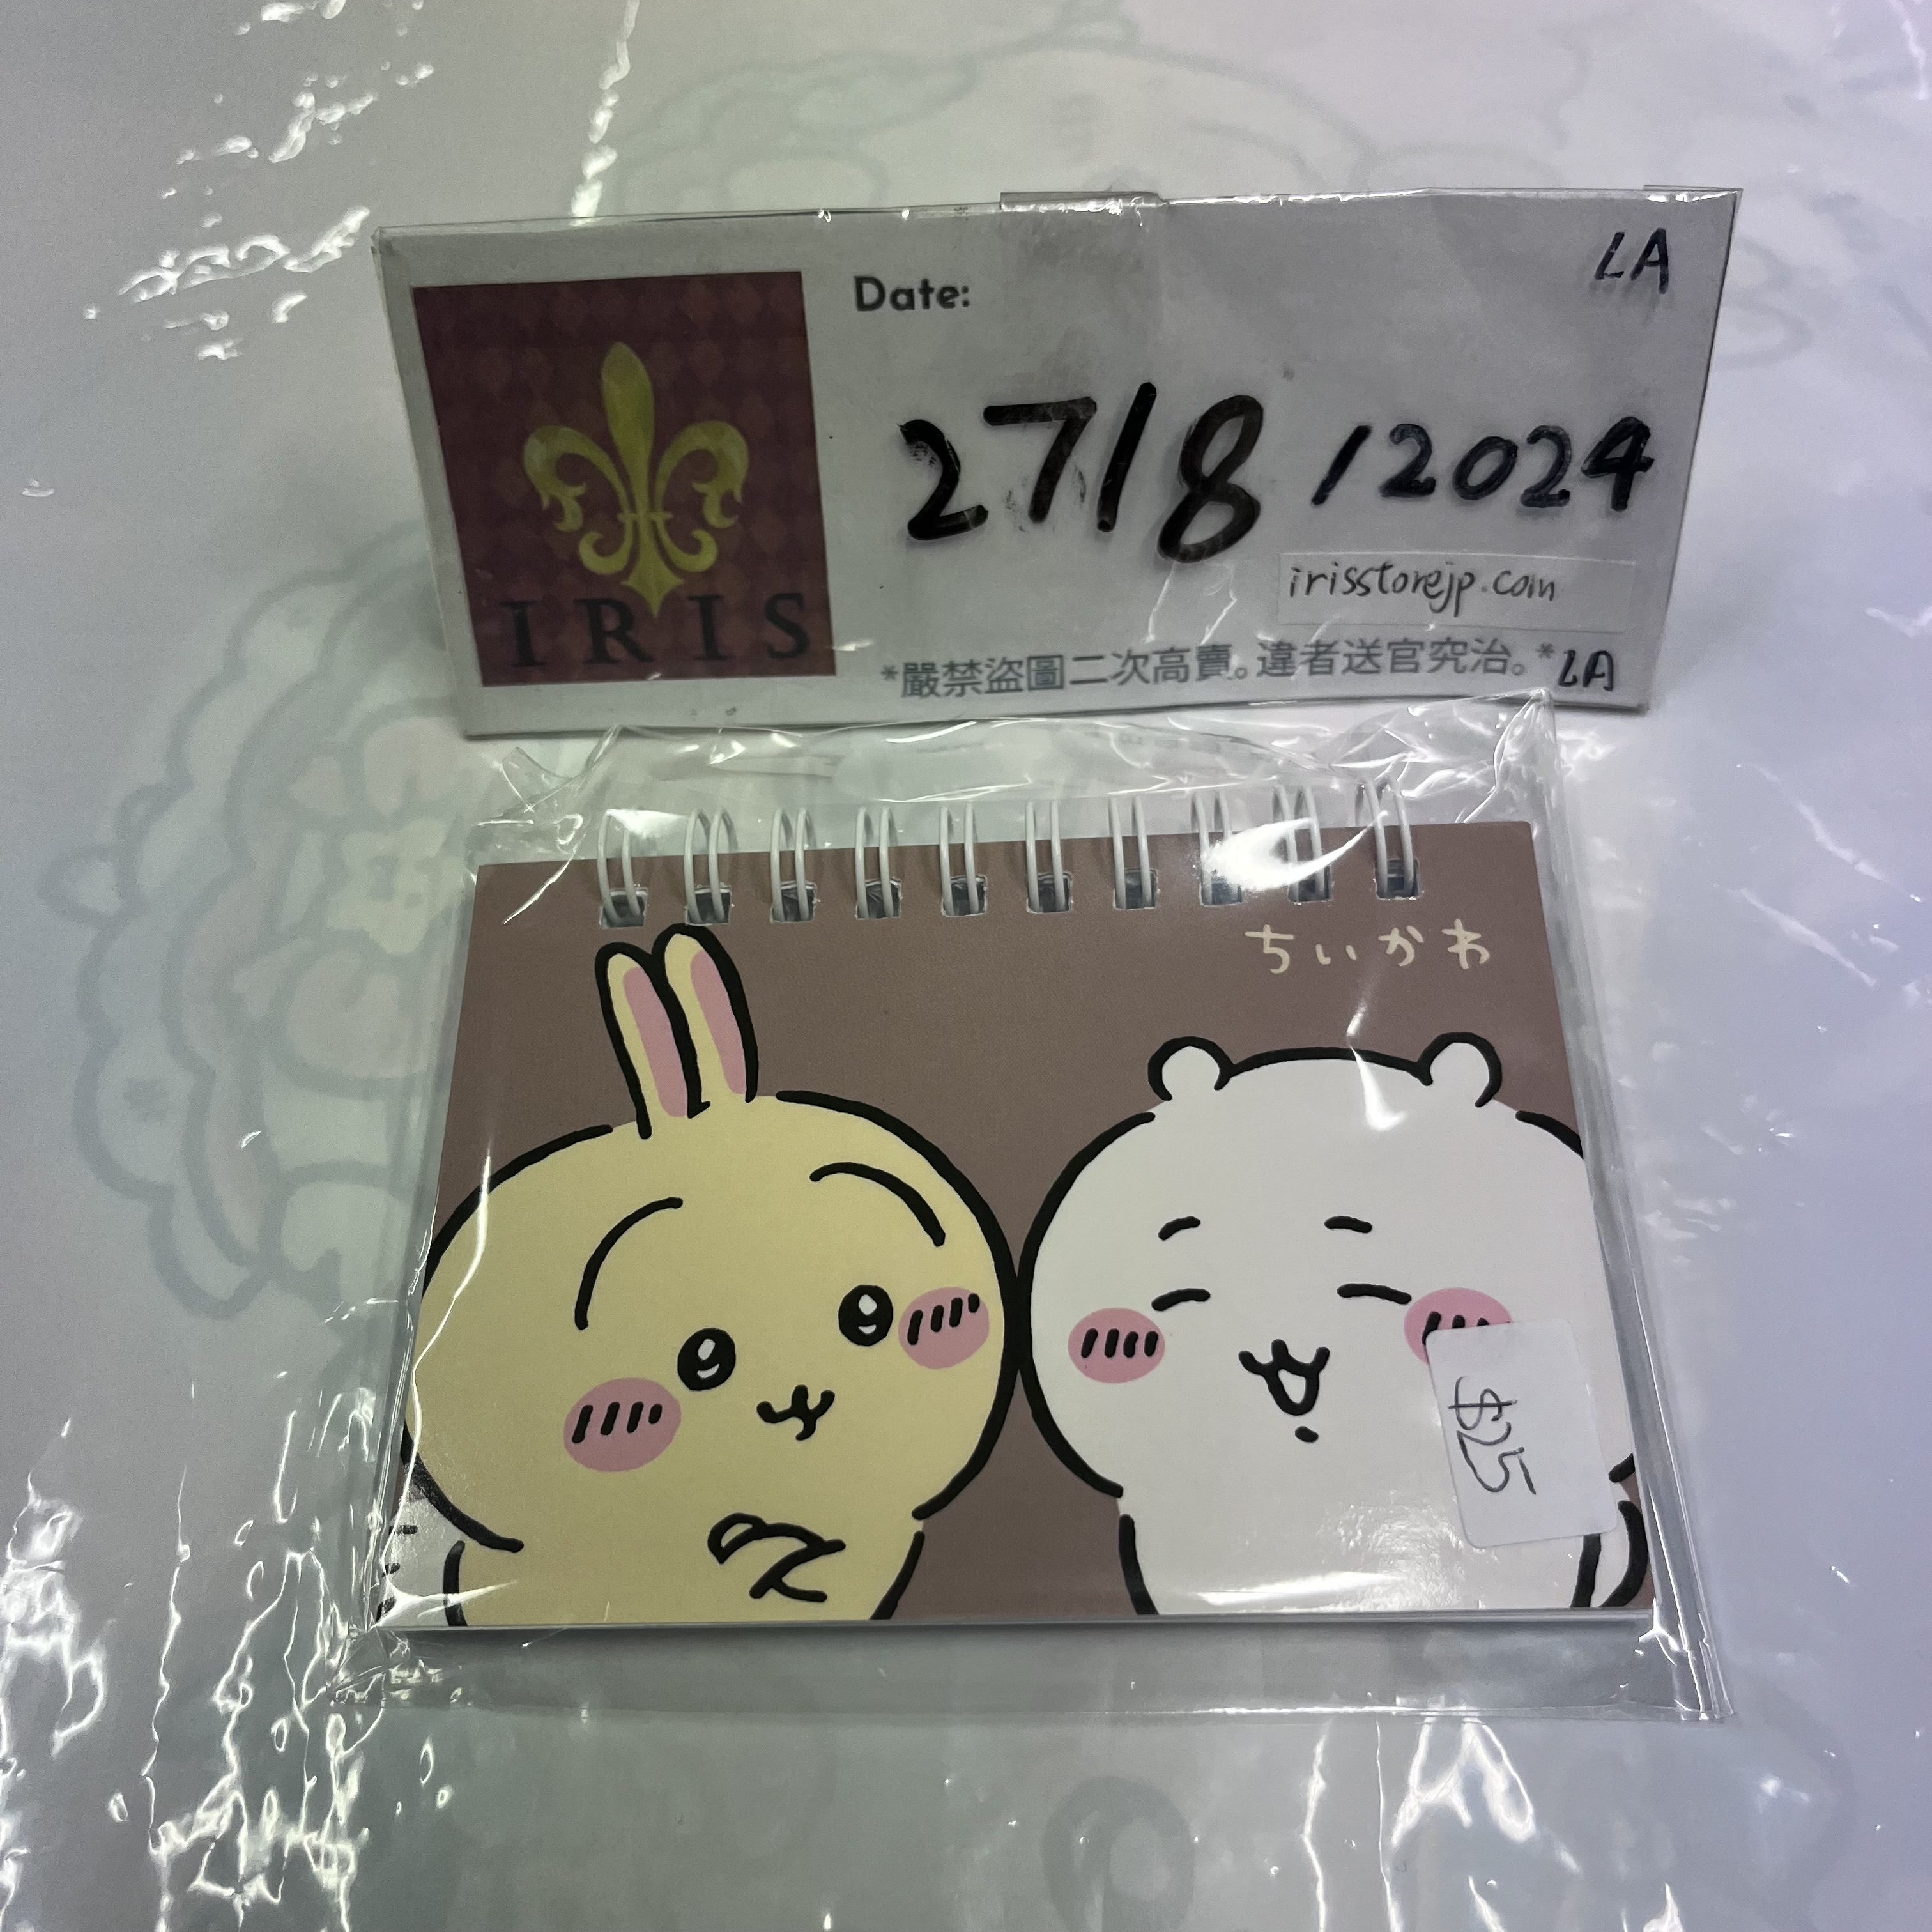 LA
Date:
27/8/2024
IRIS
irisstorejp.com
*嚴禁盜圖二次高賣。違者送官究治。* LA
ちいかわ
$25